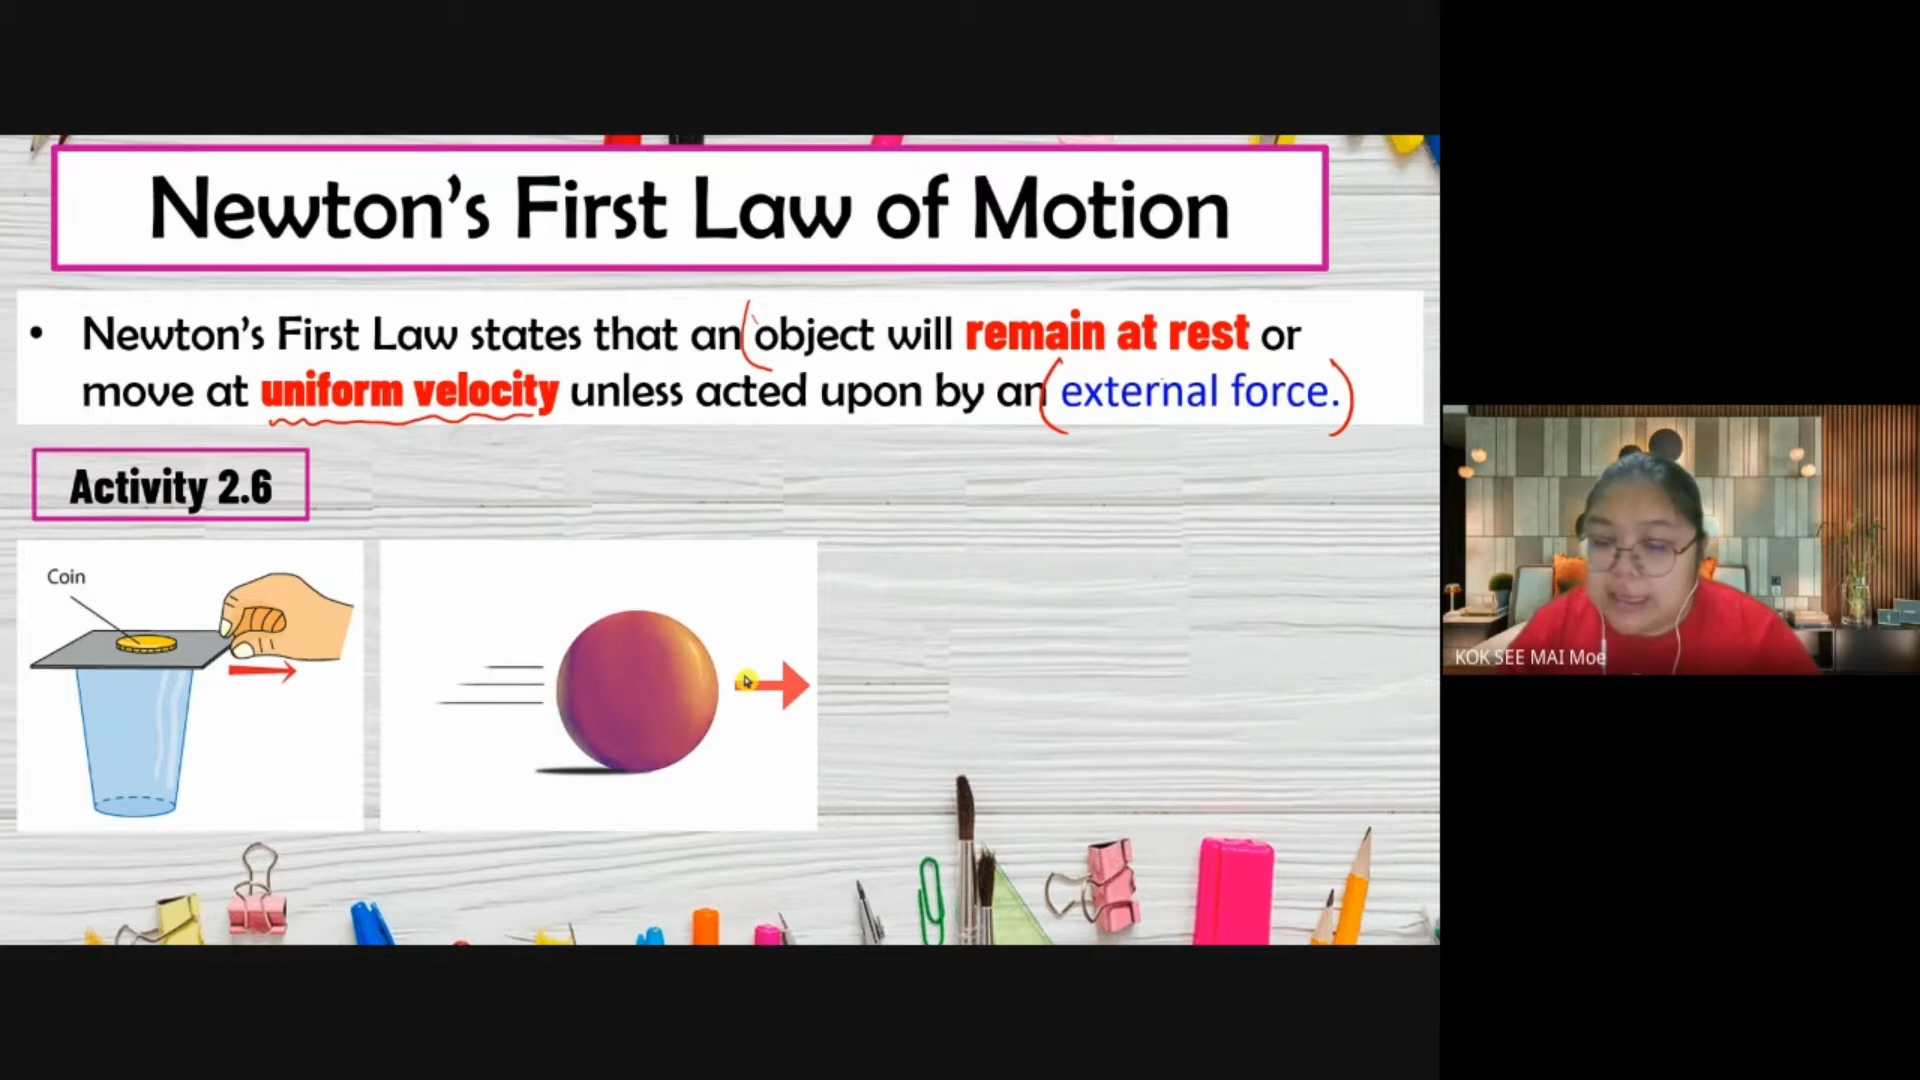 Newton's First Law of Motion
• Newton's First Law states that an object will remain at rest or
move at uniform velocity unless acted upon by an external force.
Activity 2.6
Coin
KOK SEE MAI Moe